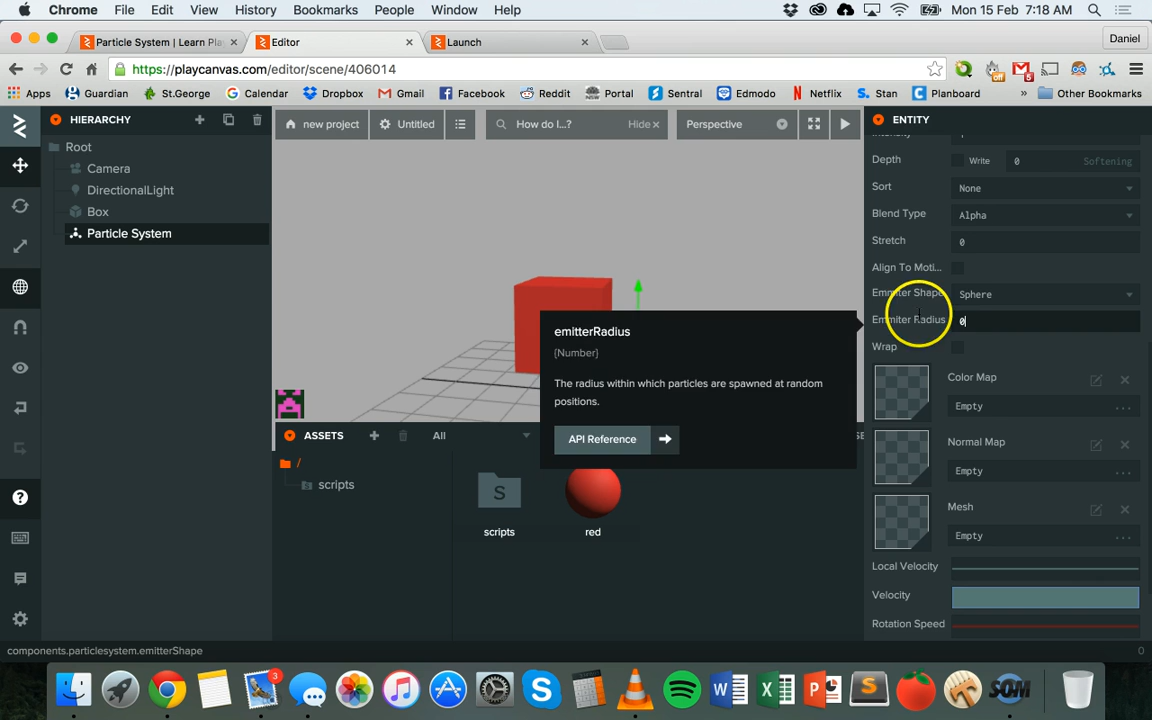 Chrome File Edit View History Bookmarks People Window Help Mon 15 Feb 7:18 AM
Particle System | Learn Pla Editor Launch Daniel
https://playcanvas.com/editor/scene/406014
Apps Guardian St.George Calendar Dropbox Gmail Facebook Reddit Portal Sentral Edmodo Netflix Stan Planboard » Other Bookmarks
off 5
HIERARCHY
new project Untitled How do I...? Hide× Perspective
ENTITY
Root
Camera
DirectionalLight
Box
Particle System
Depth Write 0 Softening
Sort None
Blend Type Alpha
Stretch 0
Align To Moti...
Emmiter Shape Sphere
Emmiter Radius 0
Wrap
emitterRadius
{Number}
The radius within which particles are spawned at random
positions.
API Reference
Color Map
Empty ...
Normal Map
Empty ...
Mesh
Empty ...
Local Velocity
Velocity
Rotation Speed
ASSETS All
/
scripts
S
scripts red
components.particlesystem.emitterShape 0
3
SOM